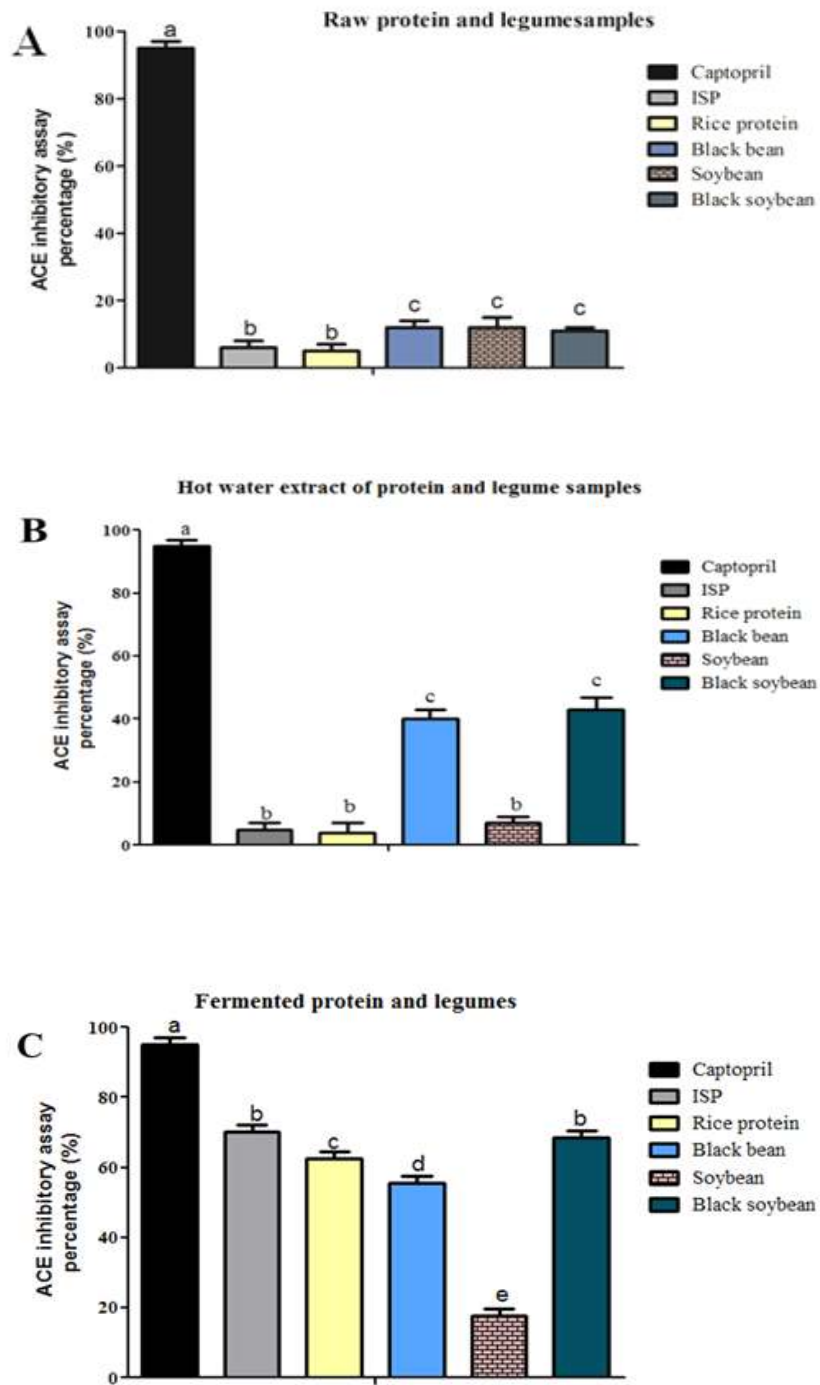 A
Raw protein and legumesamples
ACE inhibitory assay
percentage (%)
100
80
60
40
20
0
a
b
b
c
c
c
Captopril
ISP
Rice protein
Black bean
Soybean
Black soybean
B
Hot water extract of protein and legume samples
ACE inhibitory assay
percentage (%)
100
80
60
40
20
0
a
b
b
c
b
c
Captopril
ISP
Rice protein
Black bean
Soybean
Black soybean
C
Fermented protein and legumes
ACE inhibitory assay
percentage (%)
100
80
60
40
20
0
a
b
c
d
e
b
Captopril
ISP
Rice protein
Black bean
Soybean
Black soybean